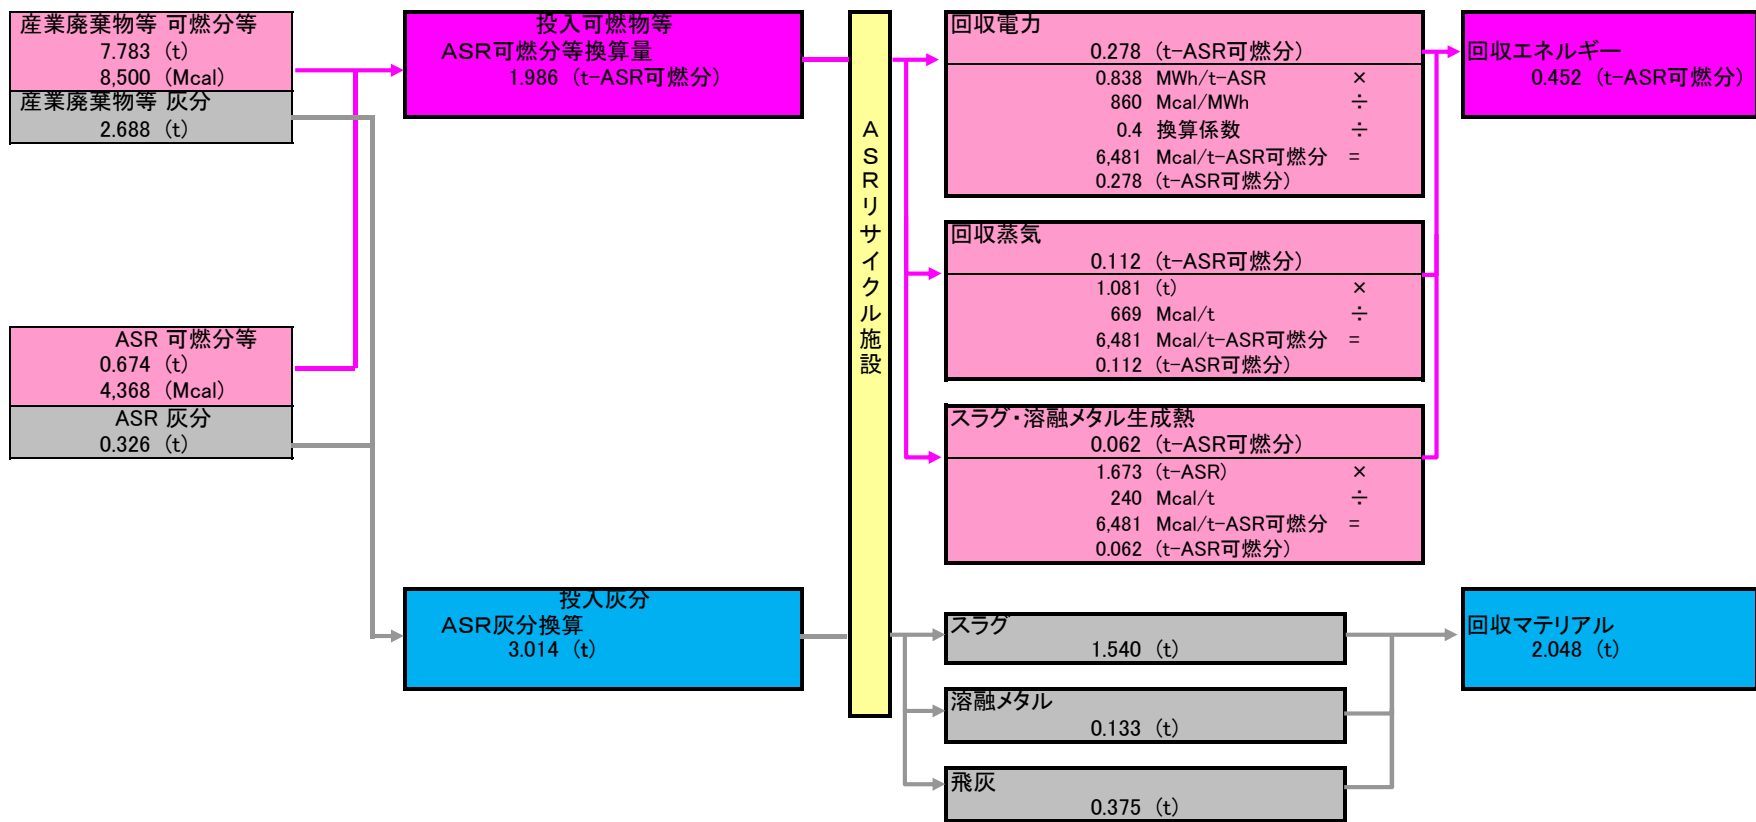 産業廃棄物等 可燃分等
7.783 (t)
8,500 (Mcal)
産業廃棄物等 灰分
2.688 (t)
ASR 可燃分等
0.674 (t)
4,368 (Mcal)
ASR 灰分
0.326 (t)
投入可燃物等
ASR可燃分等換算量
1.986 (t-ASR可燃分)
投入灰分
ASR灰分換算
3.014 (t)
ASRリサイクル施設
回収電力
0.278 (t-ASR可燃分)
0.838 MWh/t-ASR ×
860 Mcal/MWh ÷
0.4 換算係数 ÷
6,481 Mcal/t-ASR可燃分 =
0.278 (t-ASR可燃分)
回収蒸気
0.112 (t-ASR可燃分)
1.081 (t) ×
669 Mcal/t ÷
6,481 Mcal/t-ASR可燃分 =
0.112 (t-ASR可燃分)
スラグ・溶融メタル生成熱
0.062 (t-ASR可燃分)
1.673 (t-ASR) ×
240 Mcal/t ÷
6,481 Mcal/t-ASR可燃分 =
0.062 (t-ASR可燃分)
スラグ
1.540 (t)
溶融メタル
0.133 (t)
飛灰
0.375 (t)
回収エネルギー
0.452 (t-ASR可燃分)
回収マテリアル
2.048 (t)